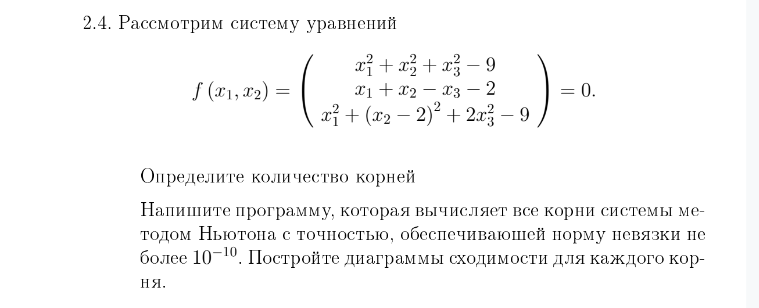 2.4. Рассмотрим систему уравнений
x₁² + x₂² + x₃² − 9
f (x₁, x₂) = ( x₁ + x₂ − x₃ − 2 ) = 0.
x₁² + (x₂ − 2)² + 2x₃² − 9
Определите количество корней
Напишите программу, которая вычисляет все корни системы ме-
тодом Ньютона с точностью, обеспечивающей норму невязки не
более 10⁻¹⁰. Постройте диаграммы сходимости для каждого кор-
ня.